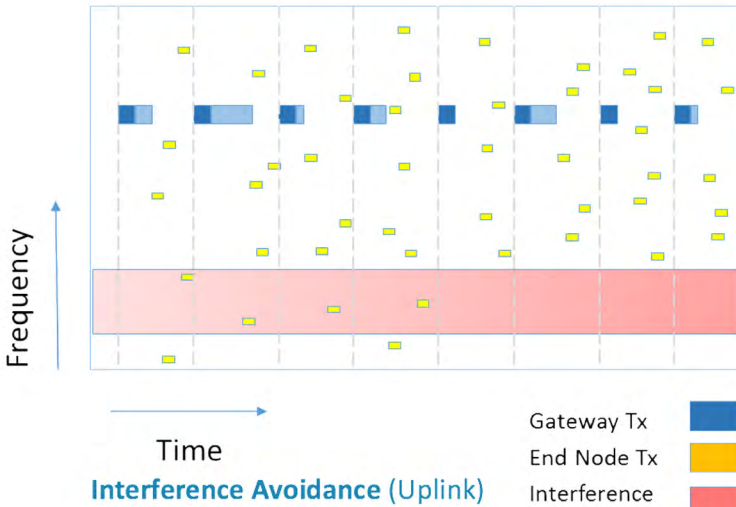 Frequency
Time
Interference Avoidance (Uplink)
Gateway Tx
End Node Tx
Interference